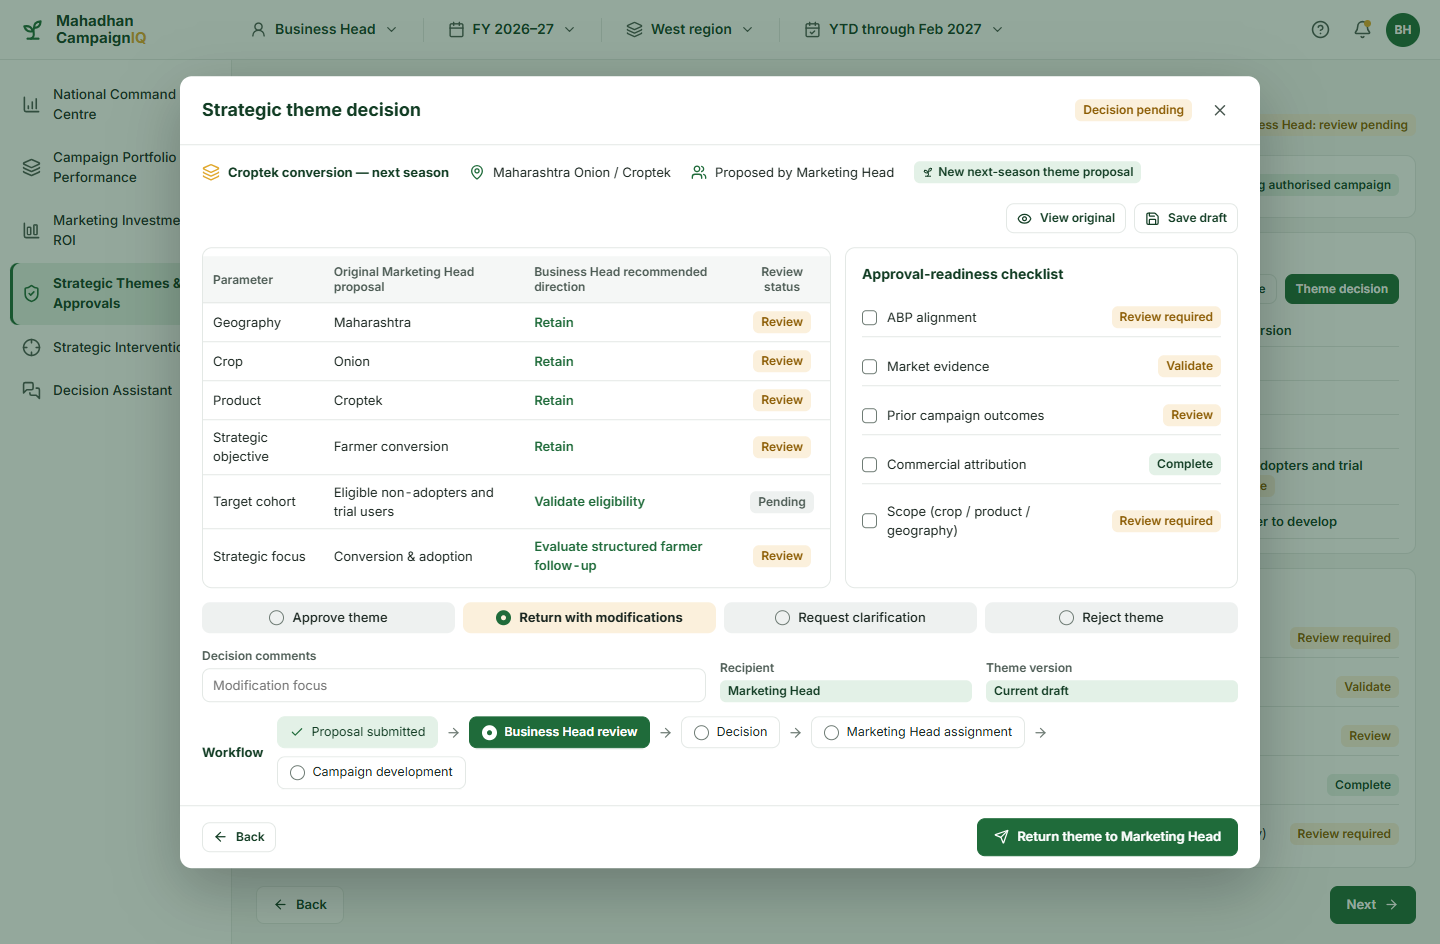 Mahadhan
CampaignIQ
Business Head
FY 2026–27
West region
YTD through Feb 2027
BH
National Command
Centre
Campaign Portfolio
Performance
Marketing Investme
ROI
Strategic Themes &
Approvals
Strategic Interventio
Decision Assistant
ess Head: review pending
g authorised campaign
e
Theme decision
rsion
dopters and trial
e
er to develop
Review required
Validate
Review
Complete
y)
Review required
Back
Next
Strategic theme decision
Decision pending
Croptek conversion — next season
Maharashtra Onion / Croptek
Proposed by Marketing Head
New next-season theme proposal
View original
Save draft
Parameter
Original Marketing Head
proposal
Business Head recommended
direction
Review
status
Geography
Maharashtra
Retain
Review
Crop
Onion
Retain
Review
Product
Croptek
Retain
Review
Strategic
objective
Farmer conversion
Retain
Review
Target cohort
Eligible non-adopters and
trial users
Validate eligibility
Pending
Strategic focus
Conversion & adoption
Evaluate structured farmer
follow-up
Review
Approval-readiness checklist
ABP alignment
Review required
Market evidence
Validate
Prior campaign outcomes
Review
Commercial attribution
Complete
Scope (crop / product /
geography)
Review required
Approve theme
Return with modifications
Request clarification
Reject theme
Decision comments
Modification focus
Recipient
Marketing Head
Theme version
Current draft
Workflow
Proposal submitted
Business Head review
Decision
Marketing Head assignment
Campaign development
Back
Return theme to Marketing Head